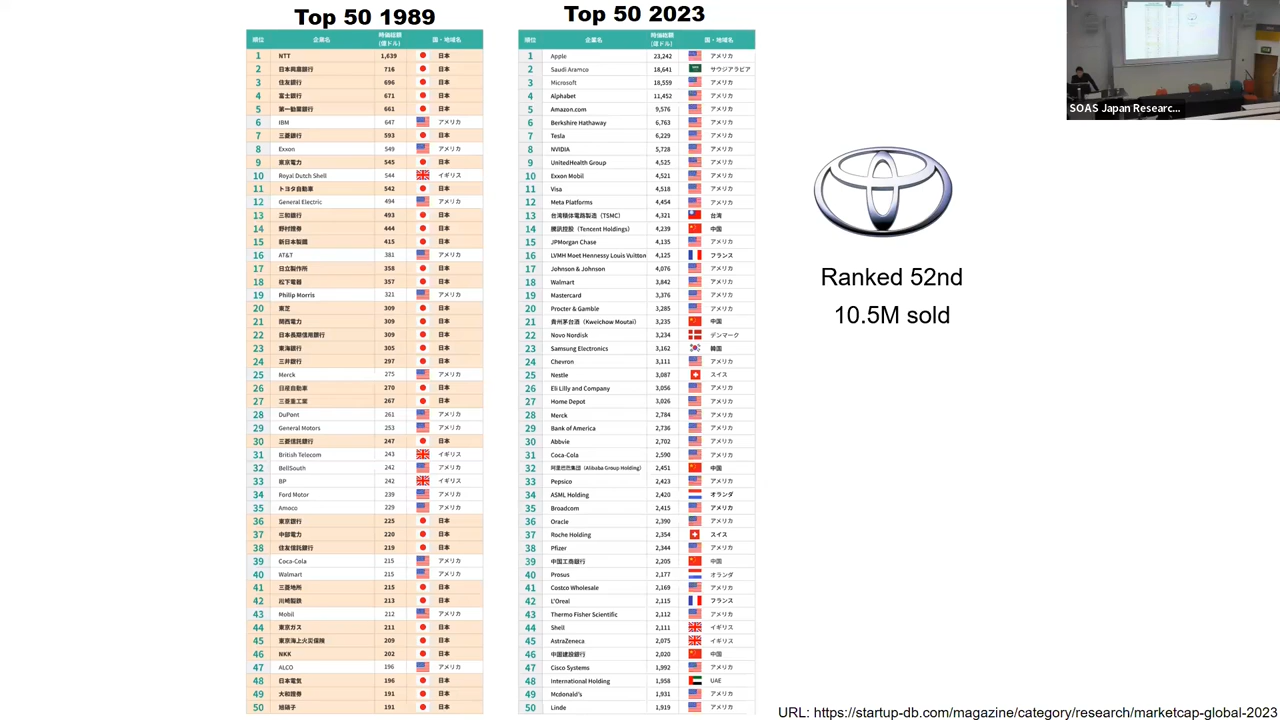 Top 50 1989
順位 企業名 時価総額 (億ドル) 国・地域名
1 NTT 1,639 日本
2 日本興業銀行 716 日本
3 住友銀行 696 日本
4 富士銀行 671 日本
5 第一勧業銀行 661 日本
6 IBM 647 アメリカ
7 三菱銀行 593 日本
8 Exxon 549 アメリカ
9 東京電力 545 日本
10 Royal Dutch Shell 544 イギリス
11 トヨタ自動車 542 日本
12 General Electric 494 アメリカ
13 三和銀行 493 日本
14 野村證券 444 日本
15 新日本製鐵 415 日本
16 AT&T 381 アメリカ
17 日立製作所 358 日本
18 松下電器 357 日本
19 Philip Morris 321 アメリカ
20 東芝 309 日本
21 関西電力 309 日本
22 日本長期信用銀行 309 日本
23 東海銀行 305 日本
24 三井銀行 297 日本
25 Merck 275 アメリカ
26 日産自動車 270 日本
27 三菱重工業 267 日本
28 DuPont 261 アメリカ
29 General Motors 253 アメリカ
30 三菱信託銀行 247 日本
31 British Telecom 243 イギリス
32 BellSouth 242 アメリカ
33 BP 242 イギリス
34 Ford Motor 239 アメリカ
35 Amoco 229 アメリカ
36 東京銀行 225 日本
37 中部電力 220 日本
38 住友信託銀行 219 日本
39 Coca-Cola 215 アメリカ
40 Walmart 215 アメリカ
41 三菱地所 215 日本
42 川崎製鉄 213 日本
43 Mobil 212 アメリカ
44 東京ガス 211 日本
45 東京海上火災保険 209 日本
46 NKK 202 日本
47 ALCO 196 アメリカ
48 日本電気 196 日本
49 大和證券 191 日本
50 旭硝子 191 日本
Top 50 2023
順位 企業名 時価総額 (億ドル) 国・地域名
1 Apple 23,242 アメリカ
2 Saudi Aramco 18,641 サウジアラビア
3 Microsoft 18,559 アメリカ
4 Alphabet 11,452 アメリカ
5 Amazon.com 9,576 アメリカ
6 Berkshire Hathaway 6,763 アメリカ
7 Tesla 6,229 アメリカ
8 NVIDIA 5,728 アメリカ
9 UnitedHealth Group 4,525 アメリカ
10 Exxon Mobil 4,521 アメリカ
11 Visa 4,518 アメリカ
12 Meta Platforms 4,454 アメリカ
13 台湾積体電路製造（TSMC） 4,321 台湾
14 騰訊控股（Tencent Holdings） 4,239 中国
15 JPMorgan Chase 4,135 アメリカ
16 LVMH Moet Hennessy Louis Vuitton 4,125 フランス
17 Johnson & Johnson 4,076 アメリカ
18 Walmart 3,842 アメリカ
19 Mastercard 3,376 アメリカ
20 Procter & Gamble 3,285 アメリカ
21 貴州茅台酒（Kweichow Moutai） 3,235 中国
22 Novo Nordisk 3,234 デンマーク
23 Samsung Electronics 3,162 韓国
24 Chevron 3,111 アメリカ
25 Nestle 3,087 スイス
26 Eli Lilly and Company 3,056 アメリカ
27 Home Depot 3,026 アメリカ
28 Merck 2,784 アメリカ
29 Bank of America 2,736 アメリカ
30 Abbvie 2,702 アメリカ
31 Coca-Cola 2,590 アメリカ
32 阿里巴巴集団（Alibaba Group Holding） 2,451 中国
33 Pepsico 2,423 アメリカ
34 ASML Holding 2,420 オランダ
35 Broadcom 2,415 アメリカ
36 Oracle 2,390 アメリカ
37 Roche Holding 2,354 スイス
38 Pfizer 2,344 アメリカ
39 中国工商銀行 2,205 中国
40 Prosus 2,177 オランダ
41 Costco Wholesale 2,169 アメリカ
42 L'Oreal 2,115 フランス
43 Thermo Fisher Scientific 2,112 アメリカ
44 Shell 2,111 イギリス
45 AstraZeneca 2,075 イギリス
46 中国建設銀行 2,020 中国
47 Cisco Systems 1,992 アメリカ
48 International Holding 1,958 UAE
49 Mcdonald's 1,931 アメリカ
50 Linde 1,919 アメリカ
SOAS Japan Researc...
Ranked 52nd
10.5M sold
URL: https://startup-db.com/magazine/category/research/marketcap-global-2023